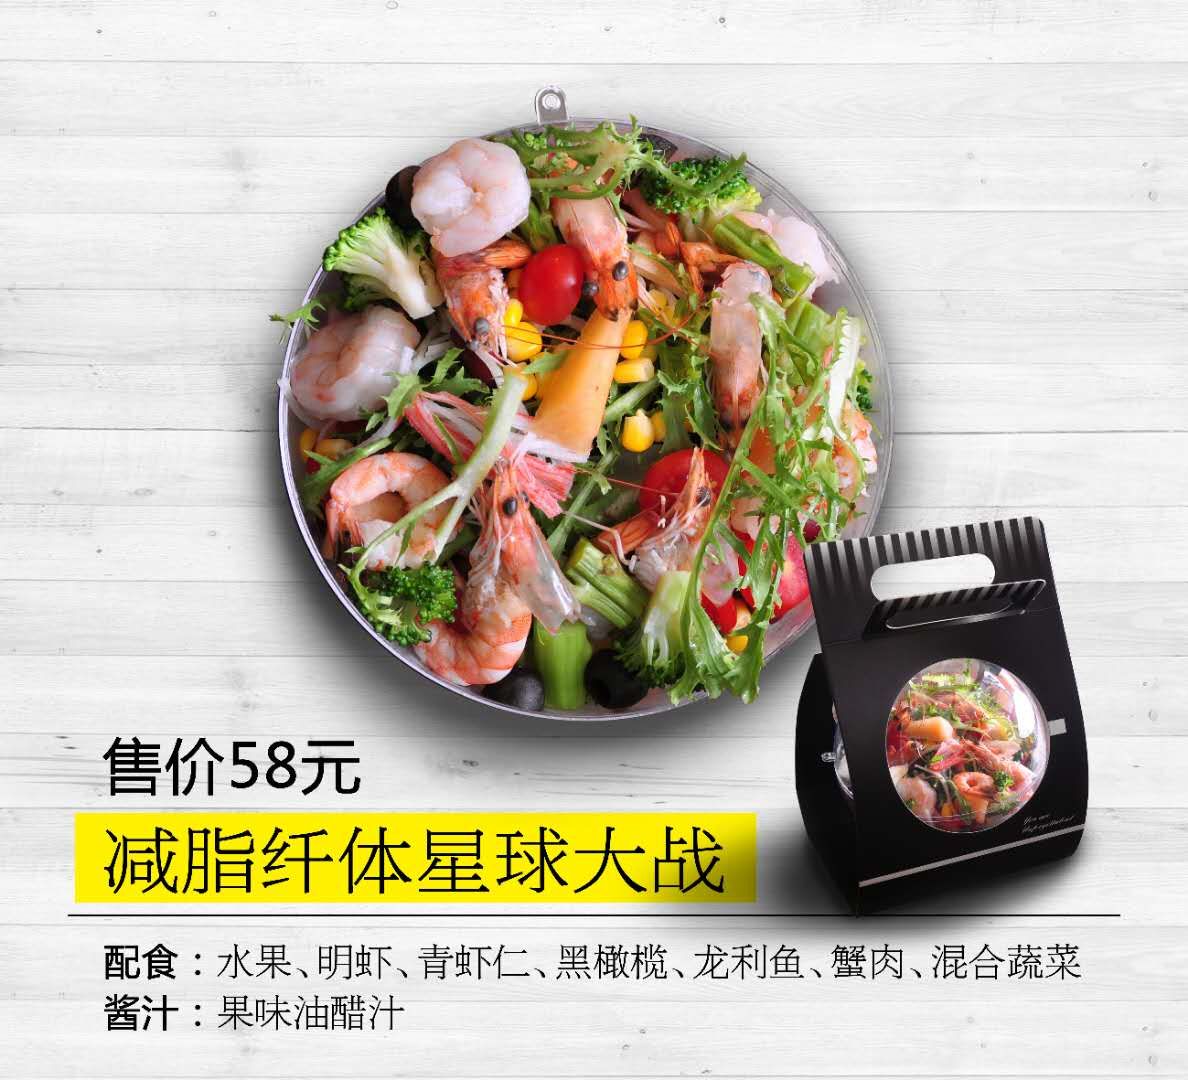 售价58元
减脂纤体星球大战
配食：水果、明虾、青虾仁、黑橄榄、龙利鱼、蟹肉、混合蔬菜
酱汁：果味油醋汁
You are